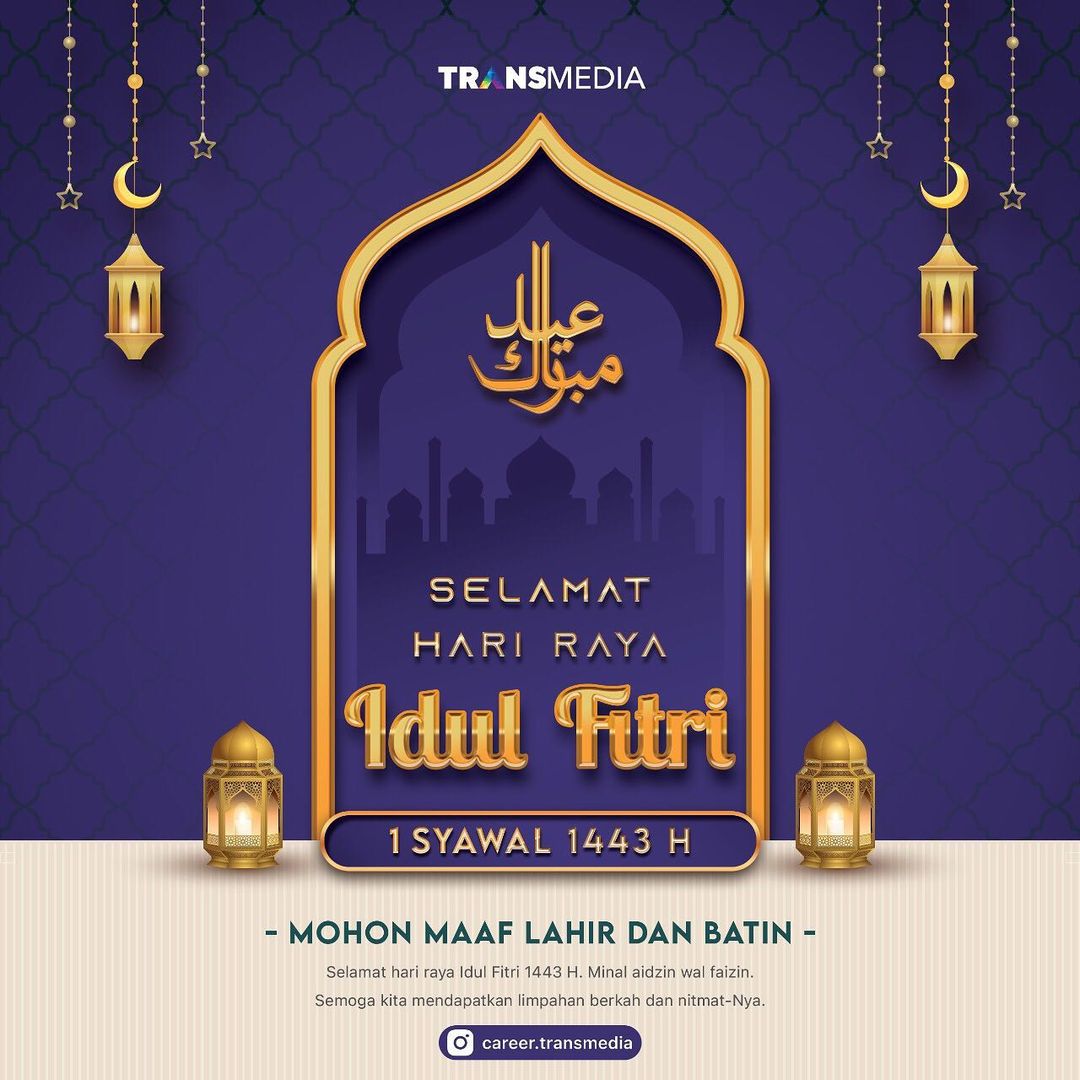 TRANSMEDIA
عيد
مبارك
SELAMAT
HARI RAYA
Idul Fitri
1 SYAWAL 1443 H
- MOHON MAAF LAHIR DAN BATIN -
Selamat hari raya Idul Fitri 1443 H. Minal aidzin wal faizin.
Semoga kita mendapatkan limpahan berkah dan nitmat-Nya.
career.transmedia